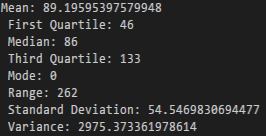 Mean: 89.19595397579948
First Quartile: 46
Median: 86
Third Quartile: 133
Mode: 0
Range: 262
Standard Deviation: 54.5469830694477
Variance: 2975.373361978614